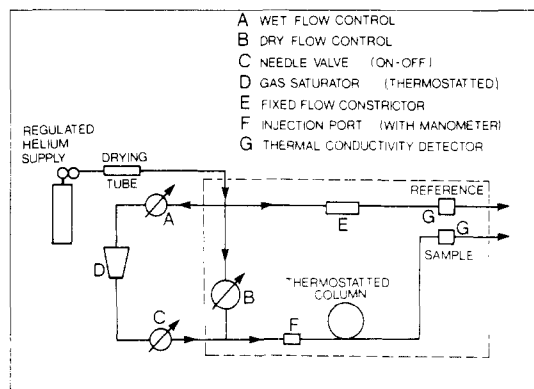 A WET FLOW CONTROL
B DRY FLOW CONTROL
C NEEDLE VALVE (ON-OFF)
D GAS SATURATOR (THERMOSTATTED)
E FIXED FLOW CONSTRICTOR
F INJECTION PORT (WITH MANOMETER)
G THERMAL CONDUCTIVITY DETECTOR
REGULATED
HELIUM
SUPPLY
DRYING
TUBE
REFERENCE
A
E
G
G
SAMPLE
D
B
THERMOSTATTED
COLUMN
C
F